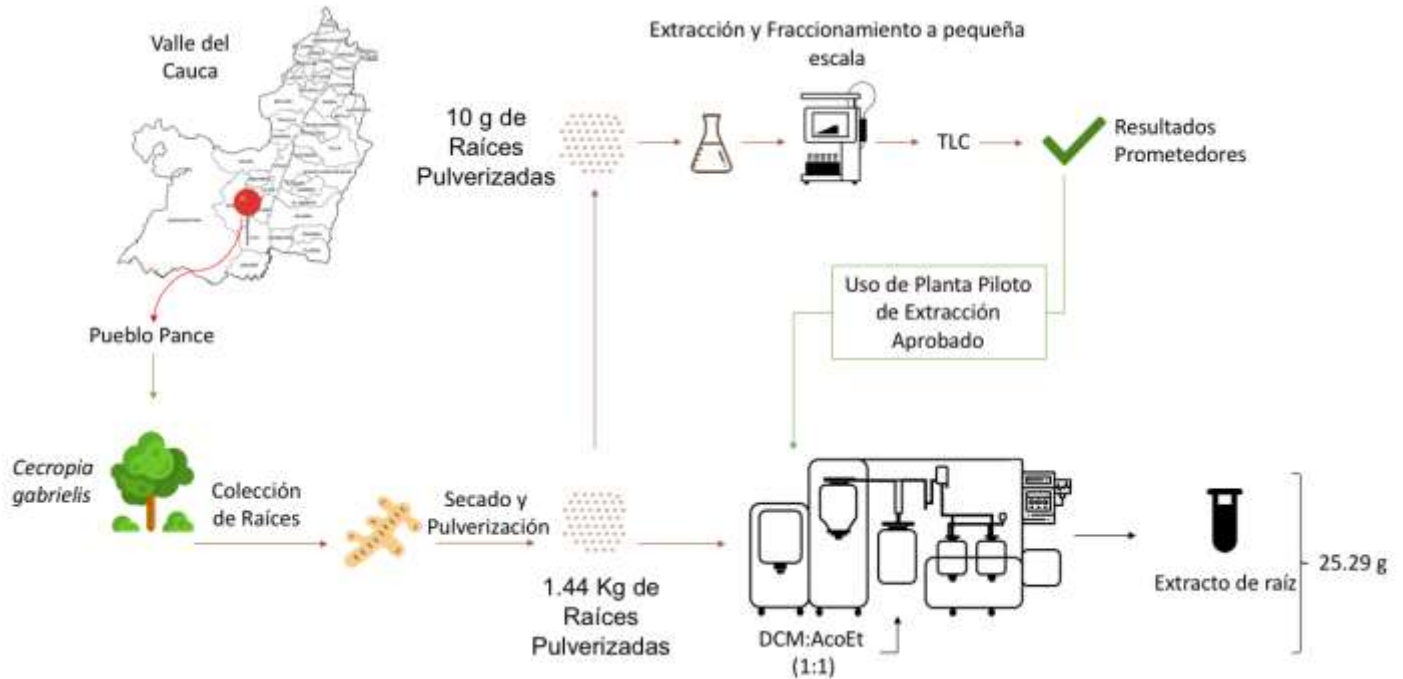 Valle del
Cauca
Pueblo Pance
Extracción y Fraccionamiento a pequeña
escala
10 g de
Raíces
Pulverizadas
TLC
Resultados
Prometedores
Uso de Planta Piloto
de Extracción
Aprobado
Cecropia
gabrielis
Colección
de Raíces
Secado y
Pulverización
1.44 Kg de
Raíces
Pulverizadas
DCM:AcoEt
(1:1)
Extracto de raíz
25.29 g